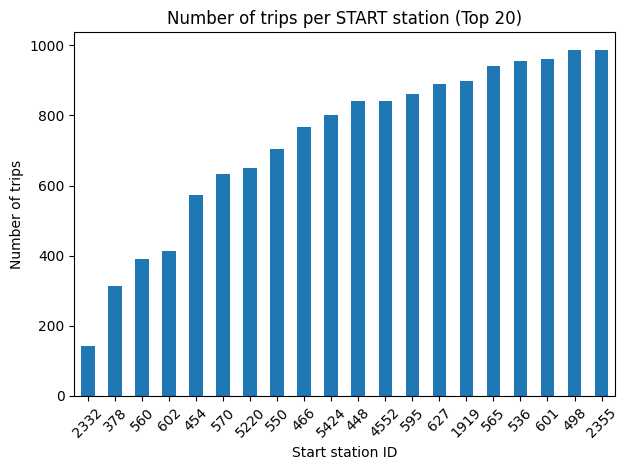 Number of trips per START station (Top 20)
1000
800
600
400
200
0
Number of trips
2332 378 560 602 454 570 5220 550 466 5424 448 4552 595 627 1919 565 536 601 498 2355
Start station ID